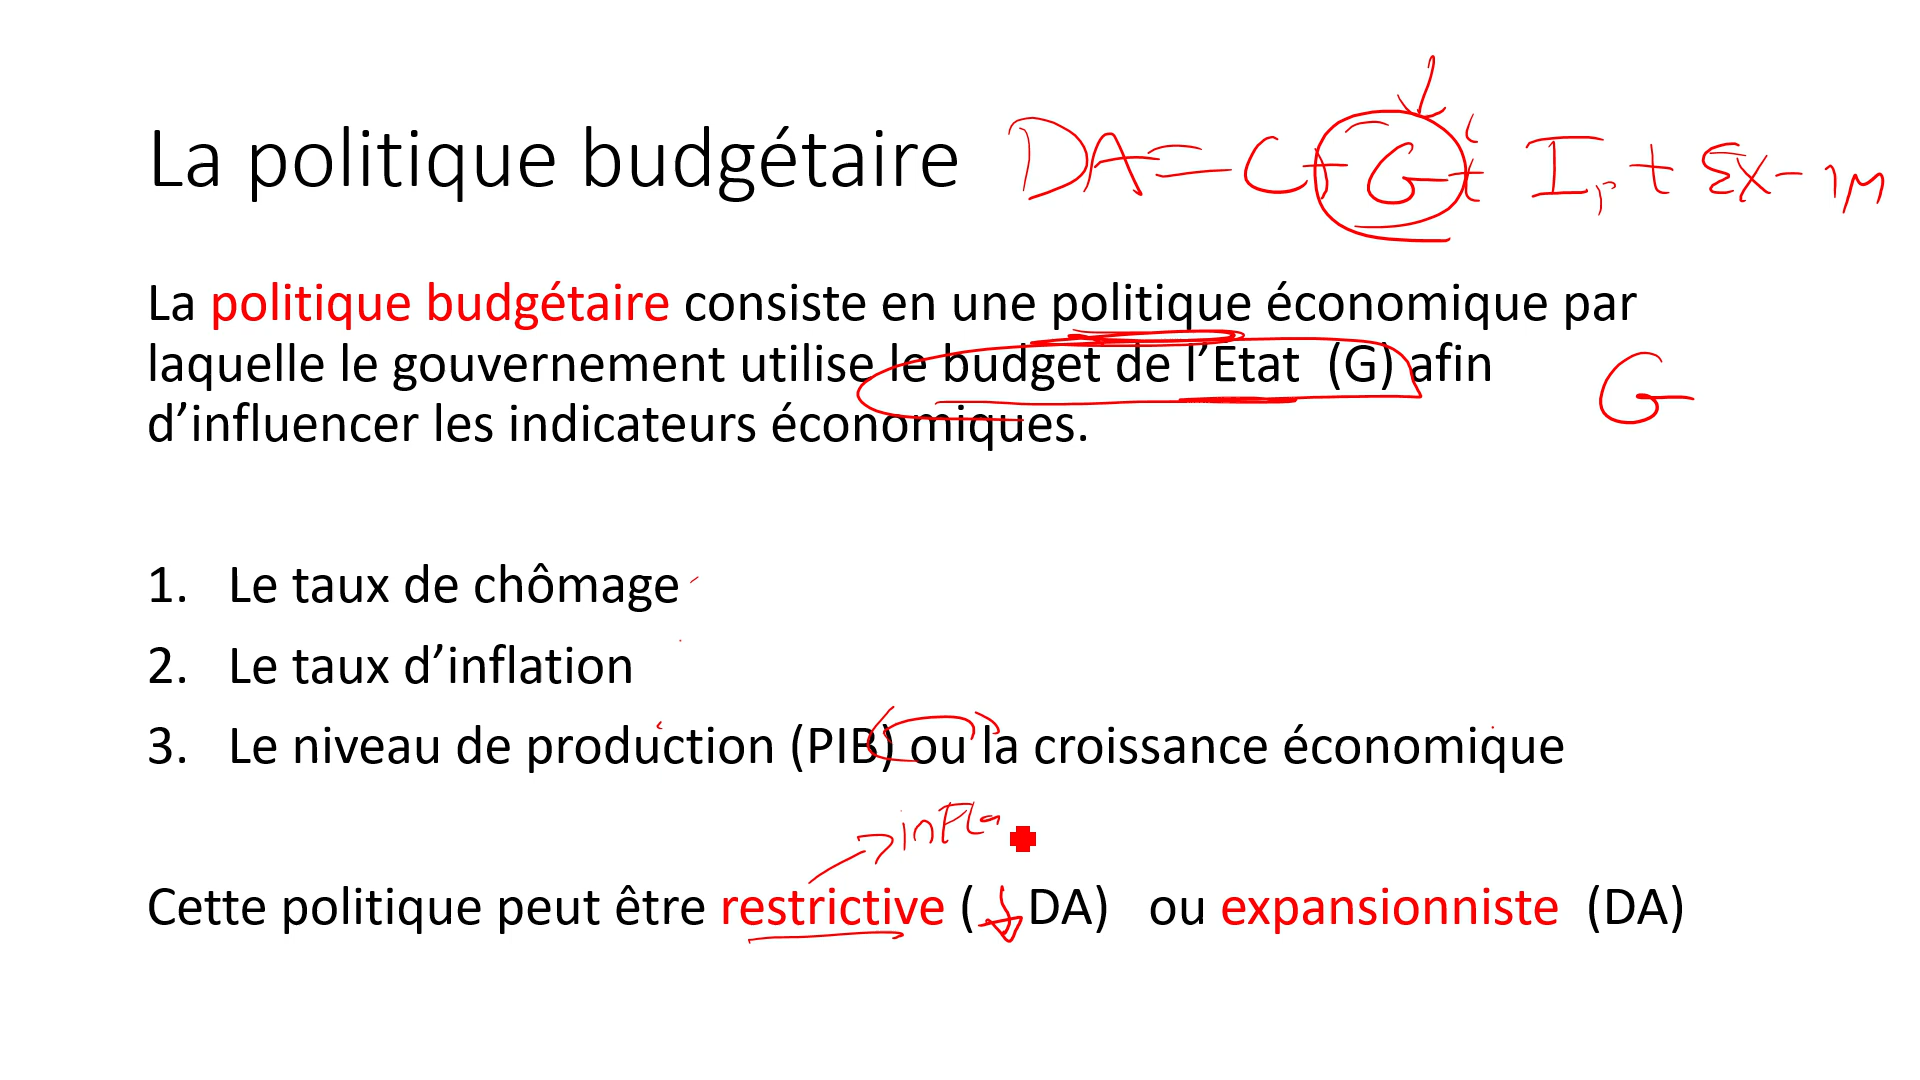 La politique budgétaire DA = C + G + I + EX - IM
La politique budgétaire consiste en une politique économique par
laquelle le gouvernement utilise le budget de l’Etat (G) afin
G
d’influencer les indicateurs économiques.
1. Le taux de chômage
2. Le taux d’inflation
3. Le niveau de production (PIB) ou la croissance économique
infla
Cette politique peut être restrictive (↓DA) ou expansionniste (DA)